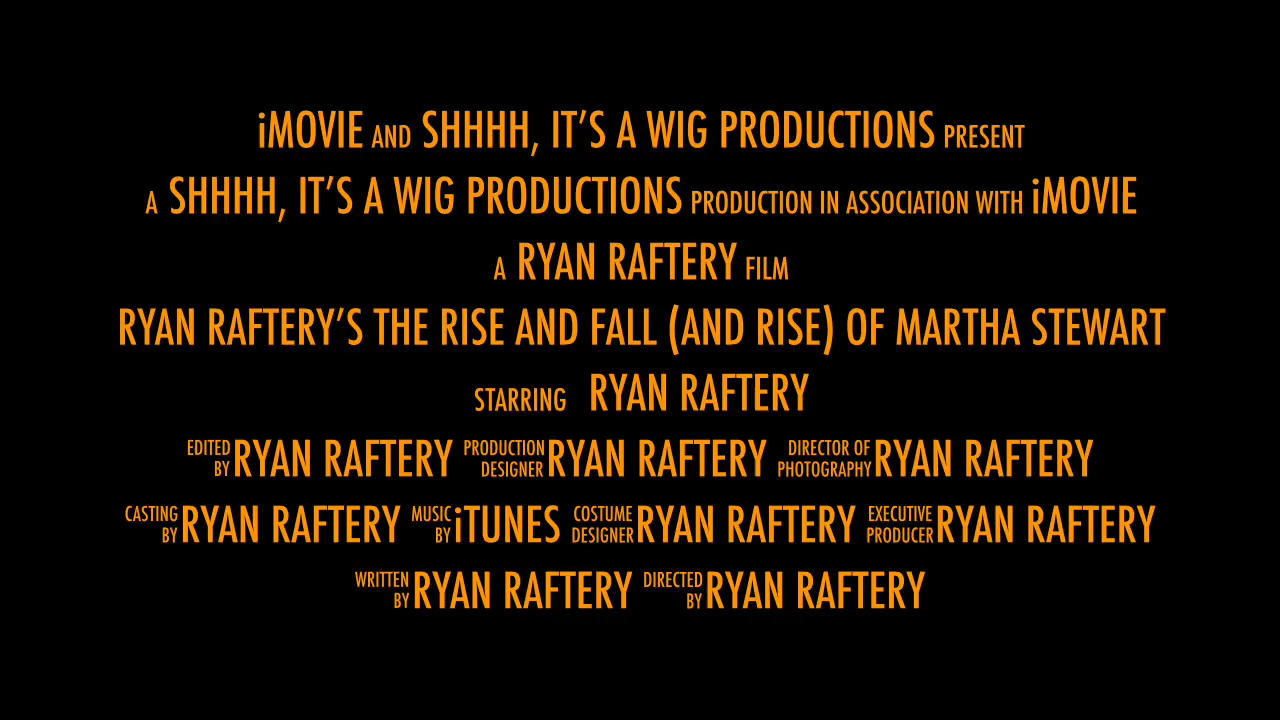 iMOVIE AND SHHHH, IT'S A WIG PRODUCTIONS PRESENT
A SHHHH, IT'S A WIG PRODUCTIONS PRODUCTION IN ASSOCIATION WITH iMOVIE
A RYAN RAFTERY FILM
RYAN RAFTERY'S THE RISE AND FALL (AND RISE) OF MARTHA STEWART
STARRING RYAN RAFTERY
EDITED BY RYAN RAFTERY PRODUCTION DESIGNER RYAN RAFTERY DIRECTOR OF PHOTOGRAPHY RYAN RAFTERY
CASTING BY RYAN RAFTERY MUSIC BY iTUNES COSTUME DESIGNER RYAN RAFTERY EXECUTIVE PRODUCER RYAN RAFTERY
WRITTEN BY RYAN RAFTERY DIRECTED BY RYAN RAFTERY